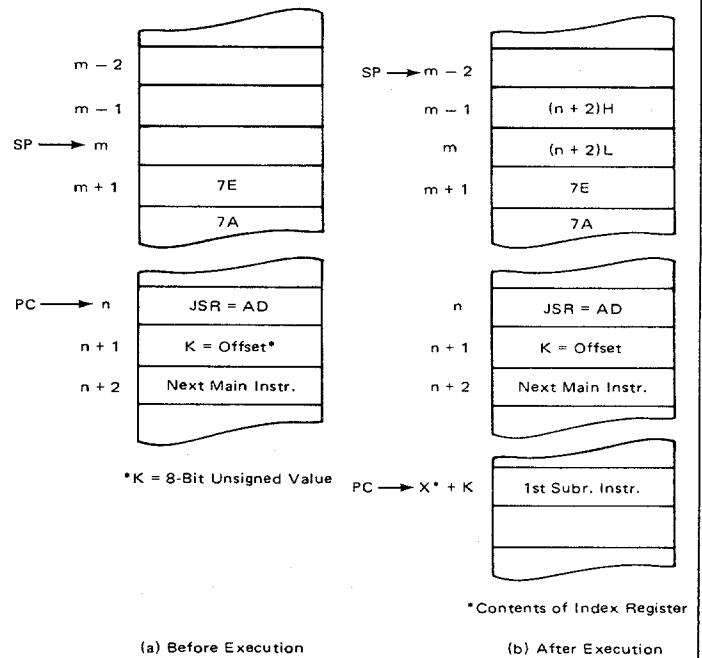 m − 2
m − 1
SP → m
m + 1
7E
7A
PC → n
JSR = AD
n + 1
K = Offset*
n + 2
Next Main Instr.
*K = 8-Bit Unsigned Value
(a) Before Execution
SP → m − 2
m − 1
(n + 2)H
m
(n + 2)L
m + 1
7E
7A
n
JSR = AD
n + 1
K = Offset
n + 2
Next Main Instr.
PC → X* + K
1st Subr. Instr.
*Contents of Index Register
(b) After Execution